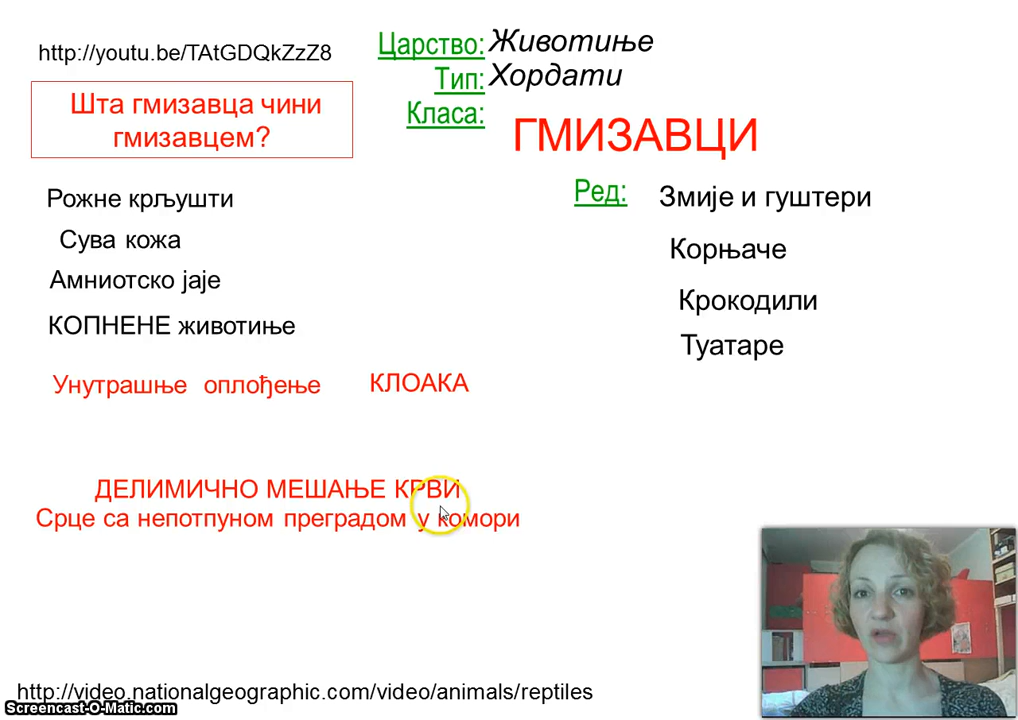 http://youtu.be/TAtGDQkZzZ8
Царство: Животиње
Тип: Хордати
Класа: ГМИЗАВЦИ
Шта гмизавца чини
гмизавцем?
Рожне крљушти
Сува кожа
Амниотско јаје
КОПНЕНЕ животиње
Унутрашње оплођење КЛОАКА
Ред: Змије и гуштери
Корњаче
Крокодили
Туатаре
ДЕЛИМИЧНО МЕШАЊЕ КРВИ
Срце са непотпуном преградом у комори
http://video.nationalgeographic.com/video/animals/reptiles
Screencast-O-Matic.com